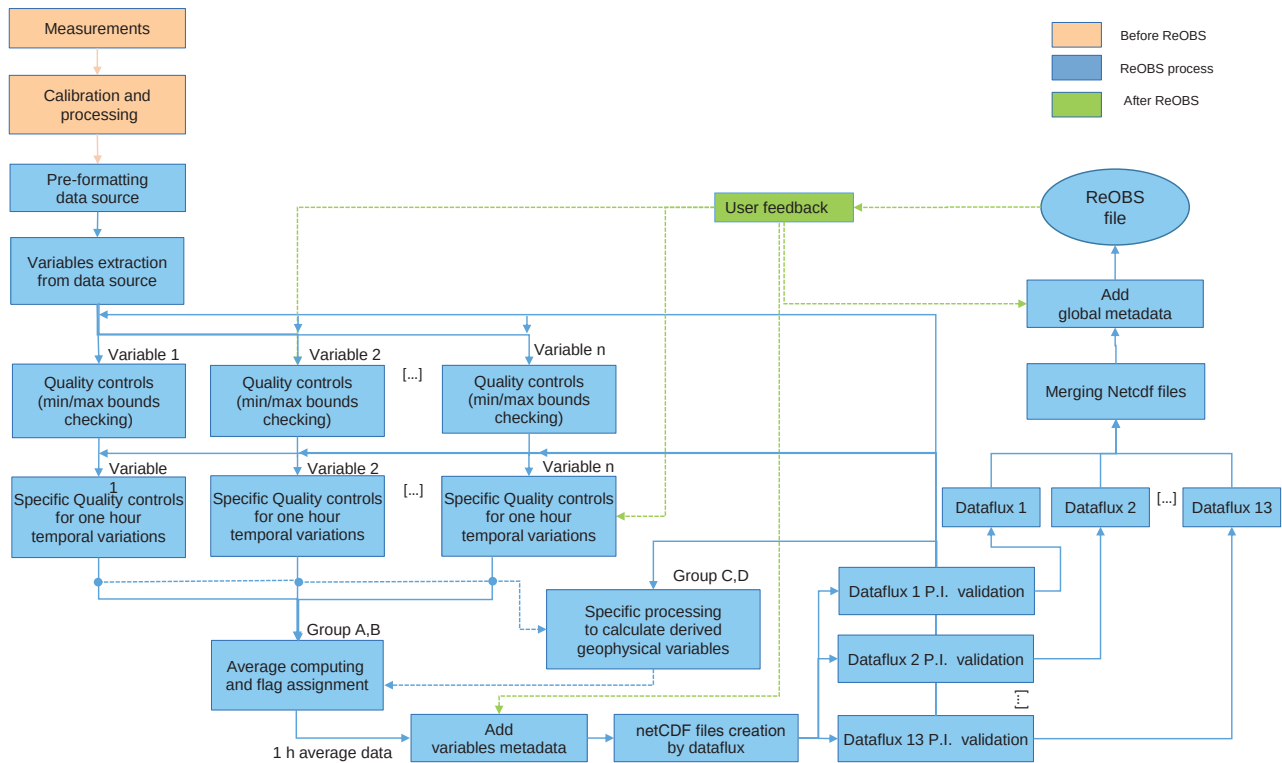 Measurements
Calibration and
processing
Pre-formatting
data source
Variables extraction
from data source
Before ReOBS
ReOBS process
After ReOBS
User feedback
ReOBS
file
Add
global metadata
Merging Netcdf files
Variable 1
Variable 2
[...]
Variable n
Quality controls
(min/max bounds
checking)
Quality controls
(min/max bounds
checking)
Quality controls
(min/max bounds
checking)
Variable
1
Variable 2
[...]
Variable n
Specific Quality controls
for one hour
temporal variations
Specific Quality controls
for one hour
temporal variations
Specific Quality controls
for one hour
temporal variations
Dataflux 1
Dataflux 2
[...]
Dataflux 13
Group C,D
Specific processing
to calculate derived
geophysical variables
Group A,B
Average computing
and flag assignment
1 h average data
Add
variables metadata
netCDF files creation
by dataflux
Dataflux 1 P.I. validation
Dataflux 2 P.I. validation
[...]
Dataflux 13 P.I. validation